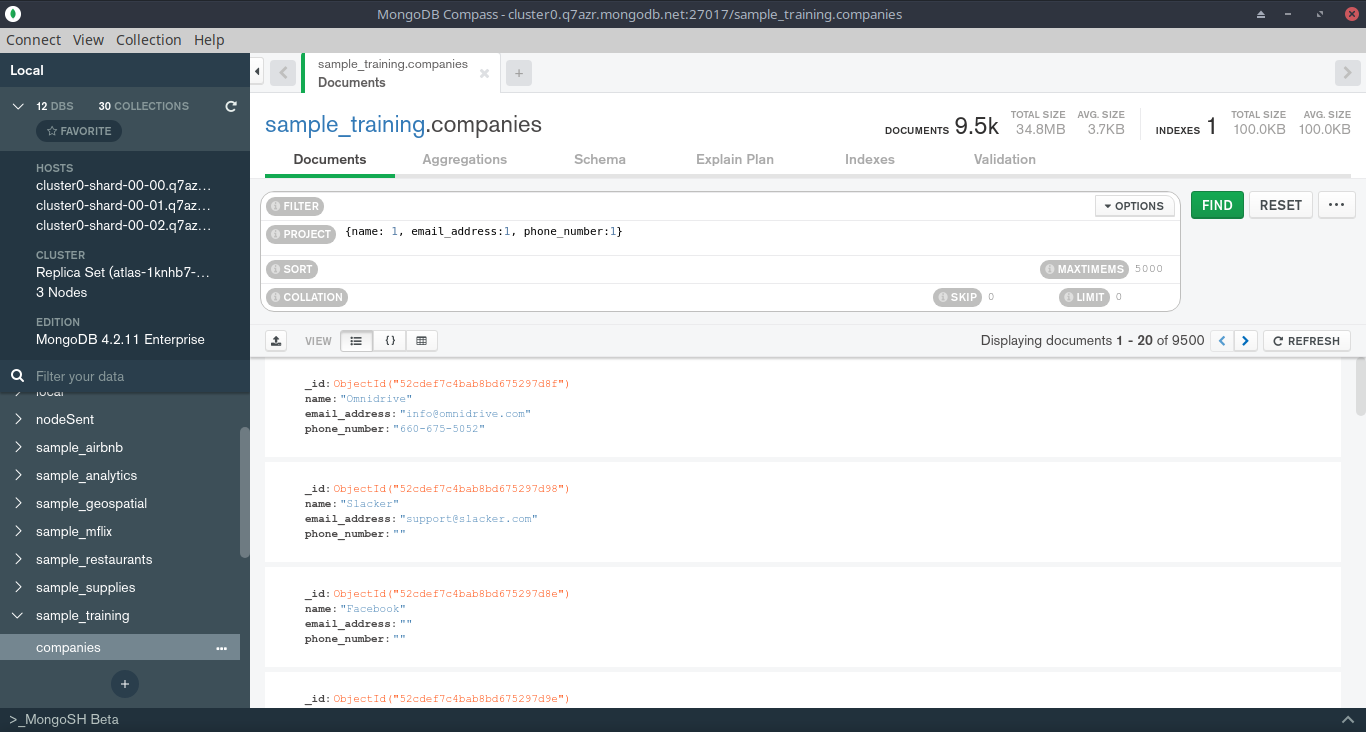 MongoDB Compass - cluster0.q7azr.mongodb.net:27017/sample_training.companies
Connect View Collection Help
Local
12 DBS 30 COLLECTIONS
FAVORITE
HOSTS
cluster0-shard-00-00.q7az...
cluster0-shard-00-01.q7az...
cluster0-shard-00-02.q7az...
CLUSTER
Replica Set (atlas-1knhb7-...
3 Nodes
EDITION
MongoDB 4.2.11 Enterprise
Filter your data
local
nodeSent
sample_airbnb
sample_analytics
sample_geospatial
sample_mflix
sample_restaurants
sample_supplies
sample_training
companies ...
+
sample_training.companies
Documents
+
sample_training.companies
DOCUMENTS 9.5k
TOTAL SIZE
34.8MB
AVG. SIZE
3.7KB
INDEXES 1
TOTAL SIZE
100.0KB
AVG. SIZE
100.0KB
Documents Aggregations Schema Explain Plan Indexes Validation
FILTER OPTIONS FIND RESET ...
PROJECT {name: 1, email_address:1, phone_number:1}
SORT MAXTIMEMS 5000
COLLATION SKIP 0 LIMIT 0
VIEW {} Displaying documents 1 - 20 of 9500 < > REFRESH
_id: ObjectId("52cdef7c4bab8bd675297d8f")
name: "Omnidrive"
email_address: "info@omnidrive.com"
phone_number: "660-675-5052"
_id: ObjectId("52cdef7c4bab8bd675297d98")
name: "Slacker"
email_address: "support@slacker.com"
phone_number: ""
_id: ObjectId("52cdef7c4bab8bd675297d8e")
name: "Facebook"
email_address: ""
phone_number: ""
_id: ObjectId("52cdef7c4bab8bd675297d9e")
>_MongoSH Beta